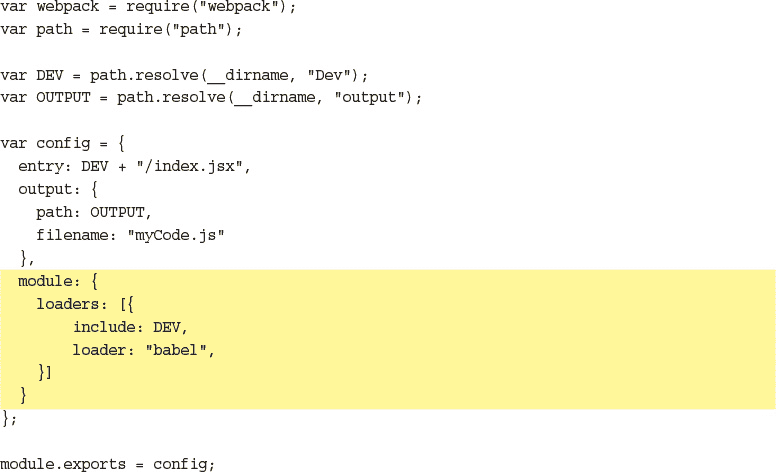 var webpack = require("webpack");
var path = require("path");

var DEV = path.resolve(__dirname, "Dev");
var OUTPUT = path.resolve(__dirname, "output");

var config = {
  entry: DEV + "/index.jsx",
  output: {
    path: OUTPUT,
    filename: "myCode.js"
  },
  module: {
    loaders: [{
        include: DEV,
        loader: "babel",
    }]
  }
};

module.exports = config;